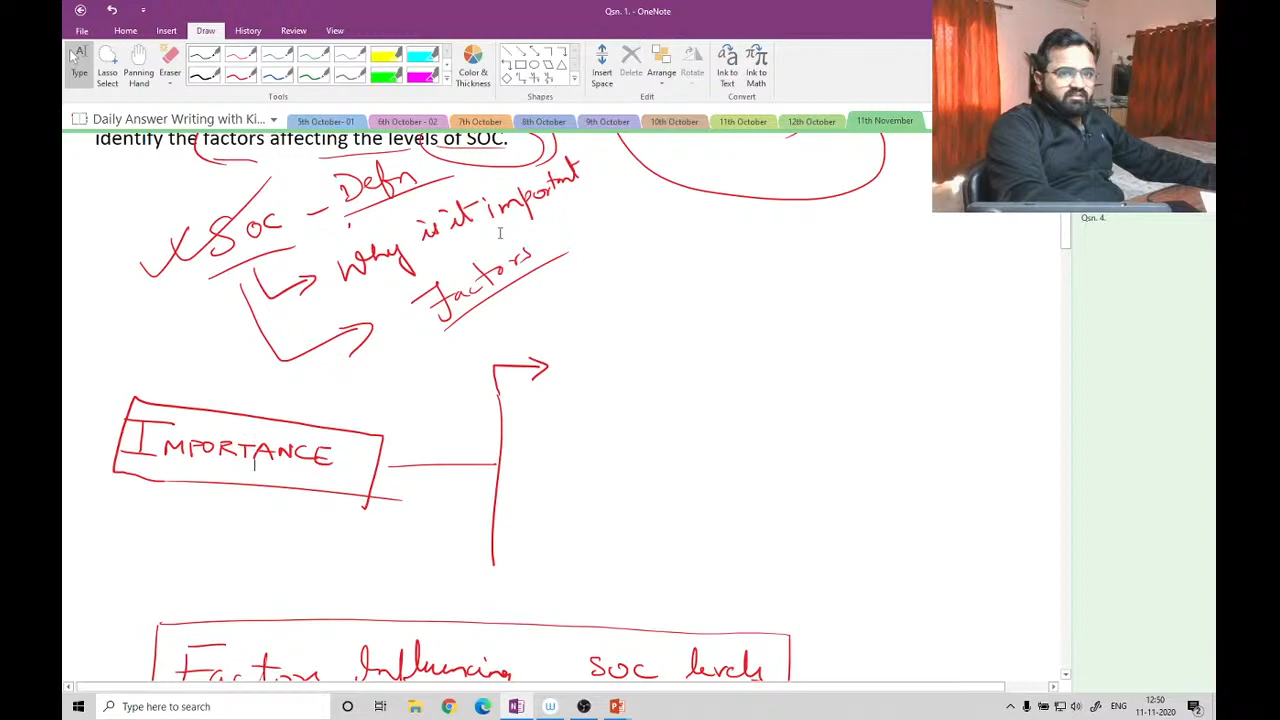 Qsn. 1. - OneNote
File Home Insert Draw History Review View
Type
Lasso Select
Panning Hand
Eraser
Color & Thickness
Insert Space
Delete
Arrange
Rotate
Ink to Text
Ink to Math
Tools Shapes Edit Convert
Daily Answer Writing with Ki... 5th October- 01 6th October - 02 7th October 8th October 9th October 10th October 11th October 12th October 11th November
identify the factors affecting the levels of SOC.
Qsn. 4.
SOC - Defn
Why is it important
Factors
IMPORTANCE
Factors Influencing SOC levels
Type here to search
ENG
12:50
11-11-2020
2